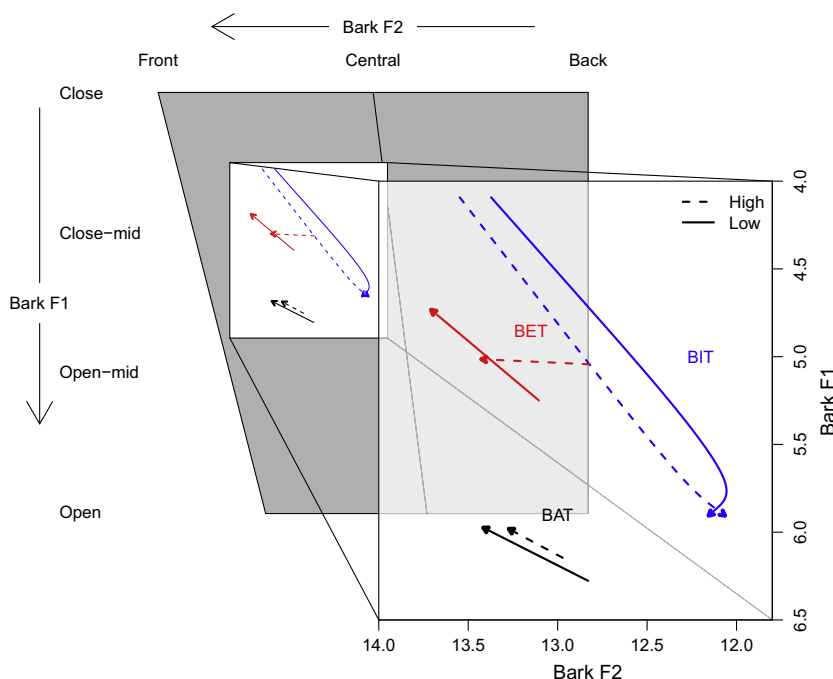 Bark F2
Front Central Back
Close
Close-mid
Bark F1
Open-mid
Open
High
Low
BET
BIT
BAT
4.0
4.5
5.0
5.5
6.0
6.5
Bark F1
14.0 13.5 13.0 12.5 12.0
Bark F2